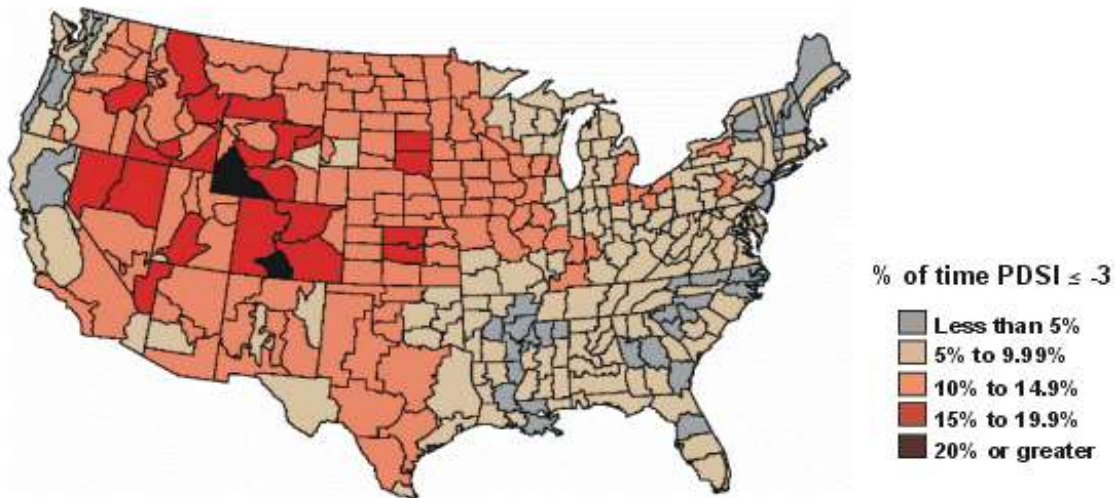 % of time PDSI ≤ -3
Less than 5%
5% to 9.99%
10% to 14.9%
15% to 19.9%
20% or greater